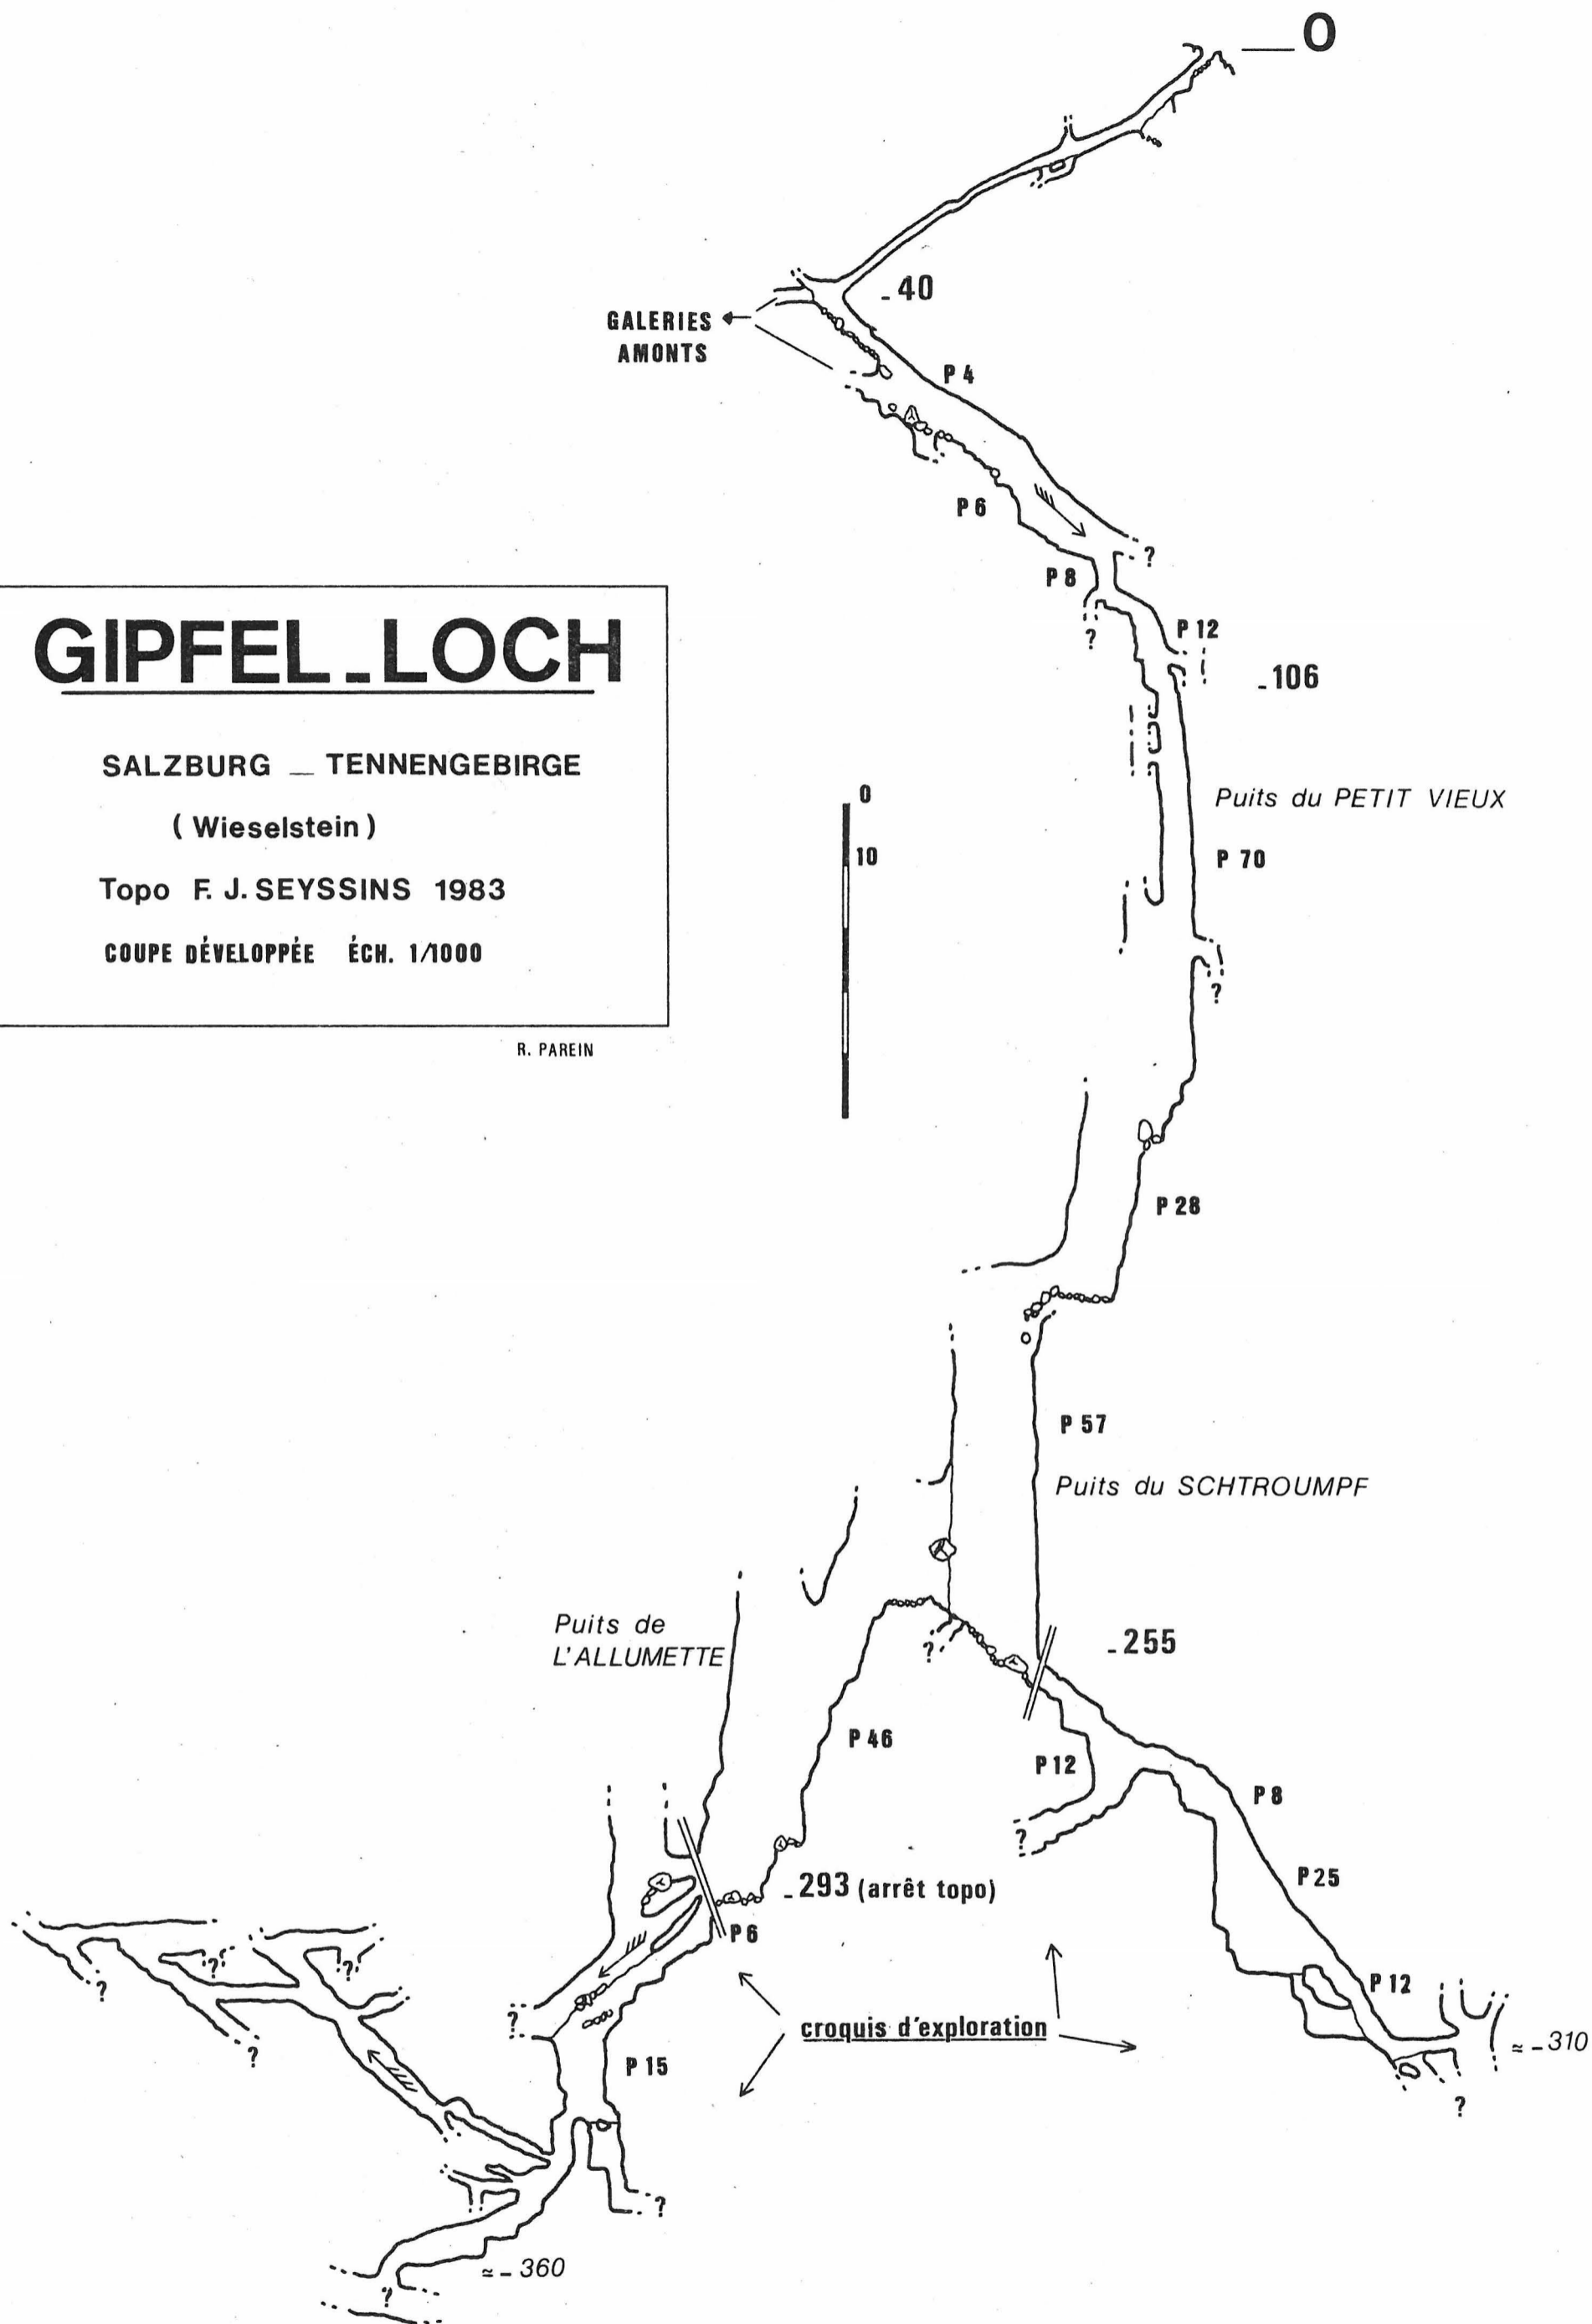 __0
-40
GALERIES
AMONTS
P 4
P 6
?
P 8
?
P 12
-106
GIPFEL-LOCH
SALZBURG _ TENNENGEBIRGE
( Wieselstein )
Topo F. J. SEYSSINS 1983
COUPE DÉVELOPPÉE ÉCH. 1/1000
R. PAREIN
0
10
Puits du PETIT VIEUX
P 70
?
P 28
P 57
Puits du SCHTROUMPF
Puits de
L'ALLUMETTE
?
-255
P 46
P 12
P 8
?
P 25
-293 (arrêt topo)
P 6
?
?
?
P 12
?
croquis d'exploration
≃ -310
?
P 15
?
?
≃ -360
?